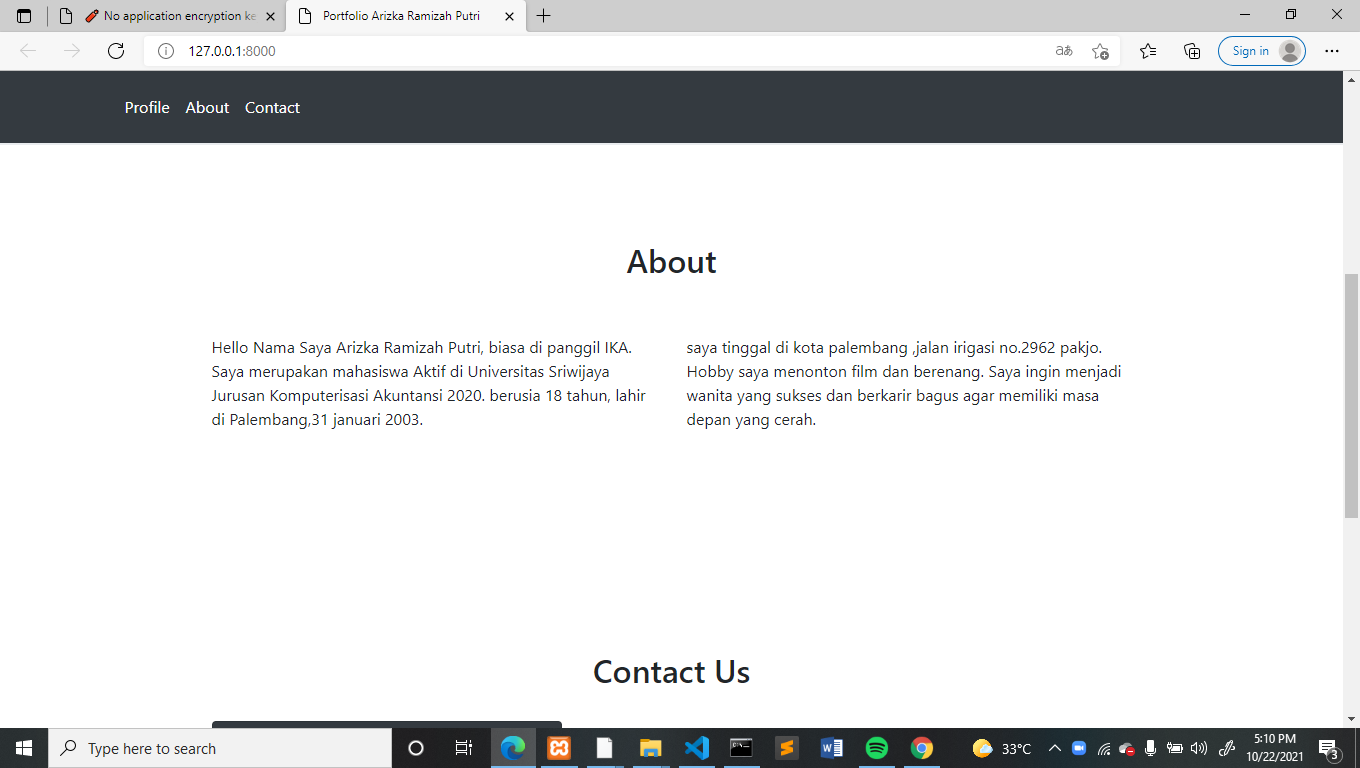 No application encryption ke
Portfolio Arizka Ramizah Putri
127.0.0.1:8000
Sign in
Profile About Contact
About
Hello Nama Saya Arizka Ramizah Putri, biasa di panggil IKA.
Saya merupakan mahasiswa Aktif di Universitas Sriwijaya
Jurusan Komputerisasi Akuntansi 2020. berusia 18 tahun, lahir
di Palembang,31 januari 2003.
saya tinggal di kota palembang ,jalan irigasi no.2962 pakjo.
Hobby saya menonton film dan berenang. Saya ingin menjadi
wanita yang sukses dan berkarir bagus agar memiliki masa
depan yang cerah.
Contact Us
Type here to search
33°C
5:10 PM
10/22/2021
3